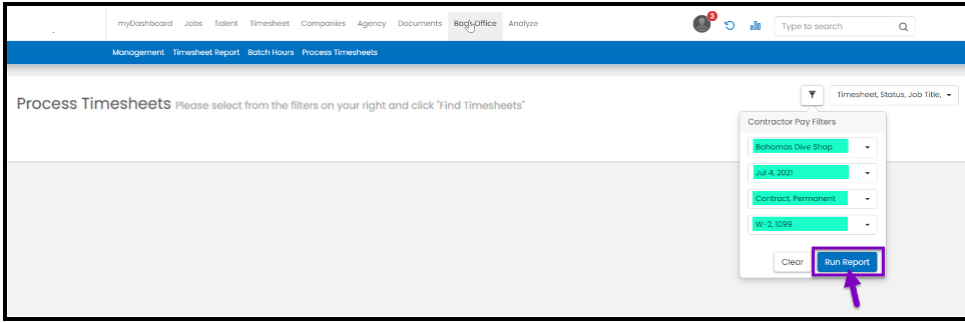 myDashboard Jobs Talent Timesheet Companies Agency Documents BackOffice Analyze
3
Type to search
Management Timesheet Report Batch Hours Process Timesheets
Process Timesheets Please select from the filters on your right and click "Find Timesheets"
Timesheet, Status, Job Title,
Contractor Pay Filters
Bahamas Dive Shop
Jul 4, 2021
Contract, Permanent
W-2, 1099
Clear Run Report